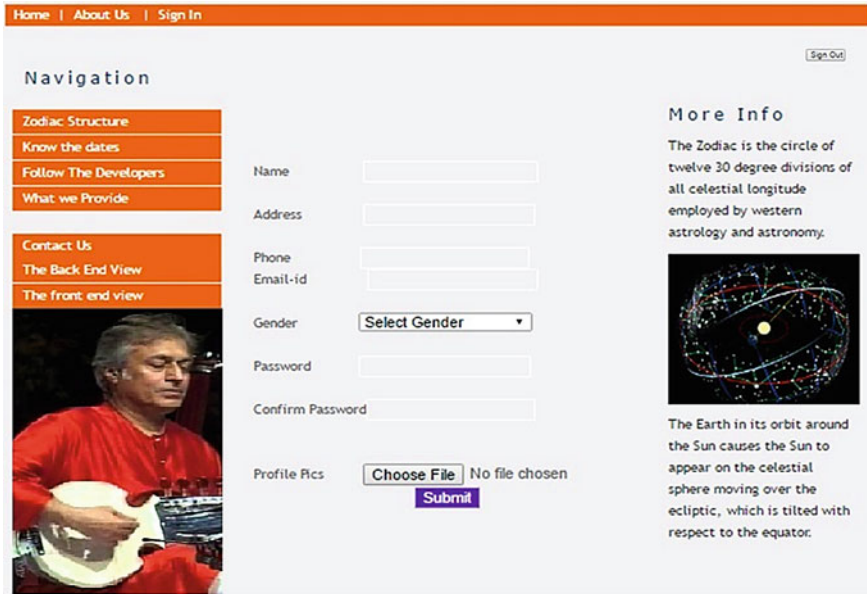 Home | About Us | Sign In
Sign Out
Navigation
Zodiac Structure
Know the dates
Follow The Developers
What we Provide
Contact Us
The Back End View
The front end view
Name
Address
Phone
Email-id
Gender Select Gender
Password
Confirm Password
Profile Pics Choose File No file chosen
Submit
More Info
The Zodiac is the circle of
twelve 30 degree divisions of
all celestial longitude
employed by western
astrology and astronomy.
The Earth in its orbit around
the Sun causes the Sun to
appear on the celestial
sphere moving over the
ecliptic, which is tilted with
respect to the equator.